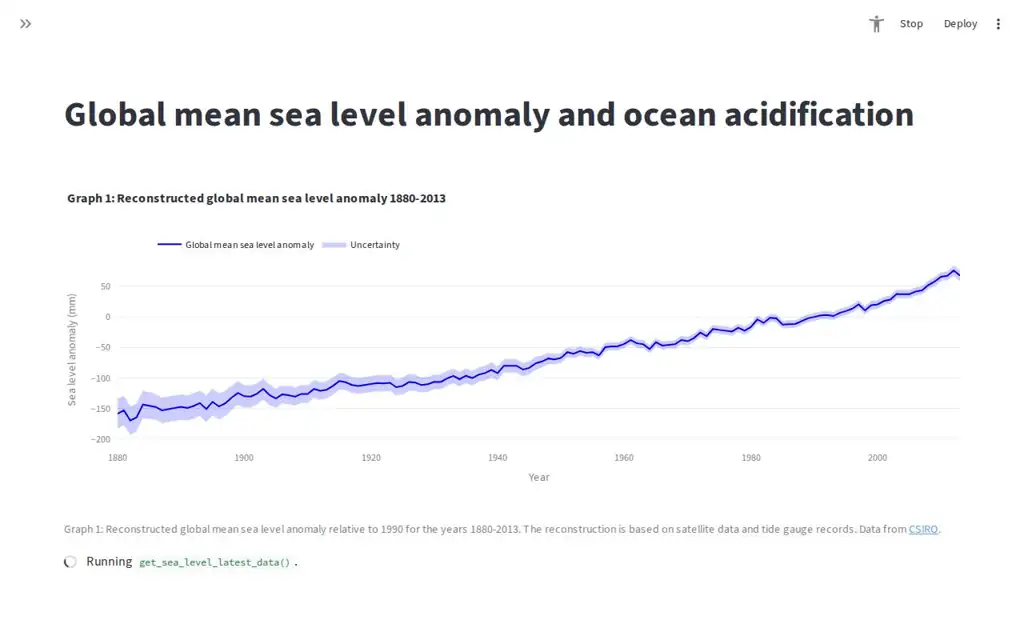 Stop Deploy
Global mean sea level anomaly and ocean acidification
Graph 1: Reconstructed global mean sea level anomaly 1880-2013
Global mean sea level anomaly Uncertainty
Sea level anomaly (mm)
50
0
−50
−100
−150
−200
1880 1900 1920 1940 1960 1980 2000
Year
Graph 1: Reconstructed global mean sea level anomaly relative to 1990 for the years 1880-2013. The reconstruction is based on satellite data and tide gauge records. Data from CSIRO.
Running get_sea_level_latest_data() .